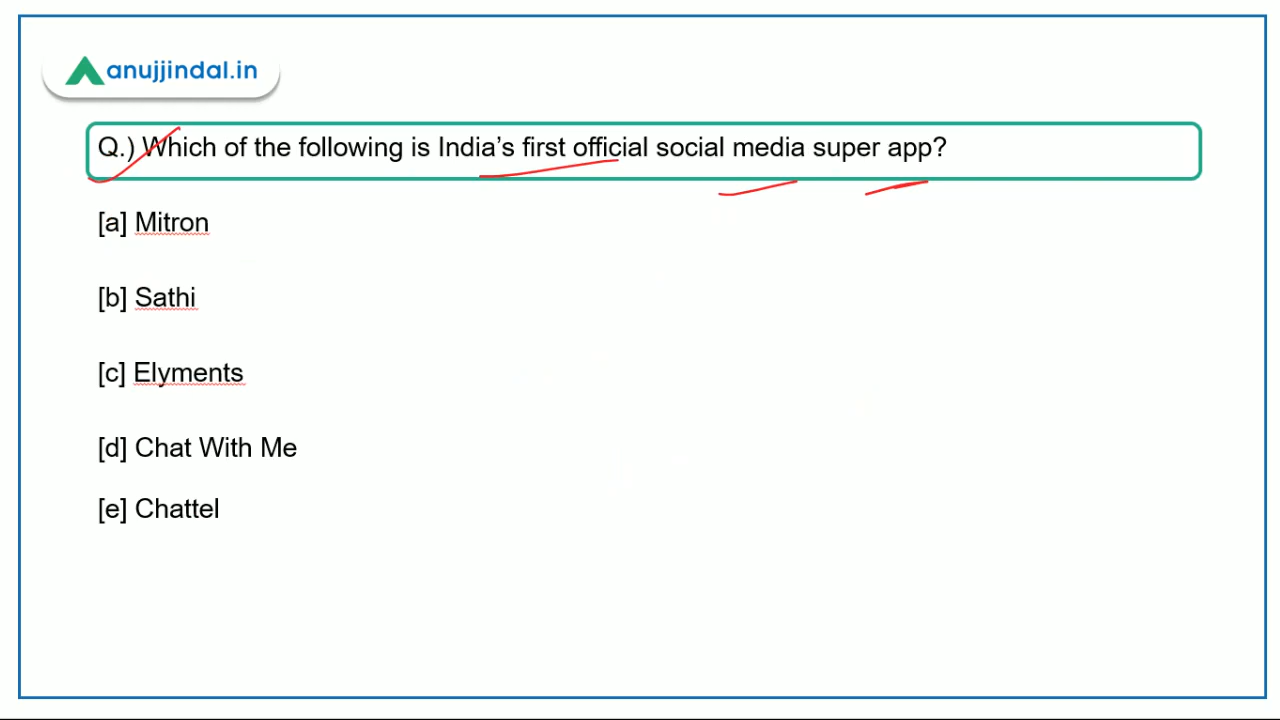 anujjindal.in
Q.) Which of the following is India’s first official social media super app?
[a] Mitron
[b] Sathi
[c] Elyments
[d] Chat With Me
[e] Chattel